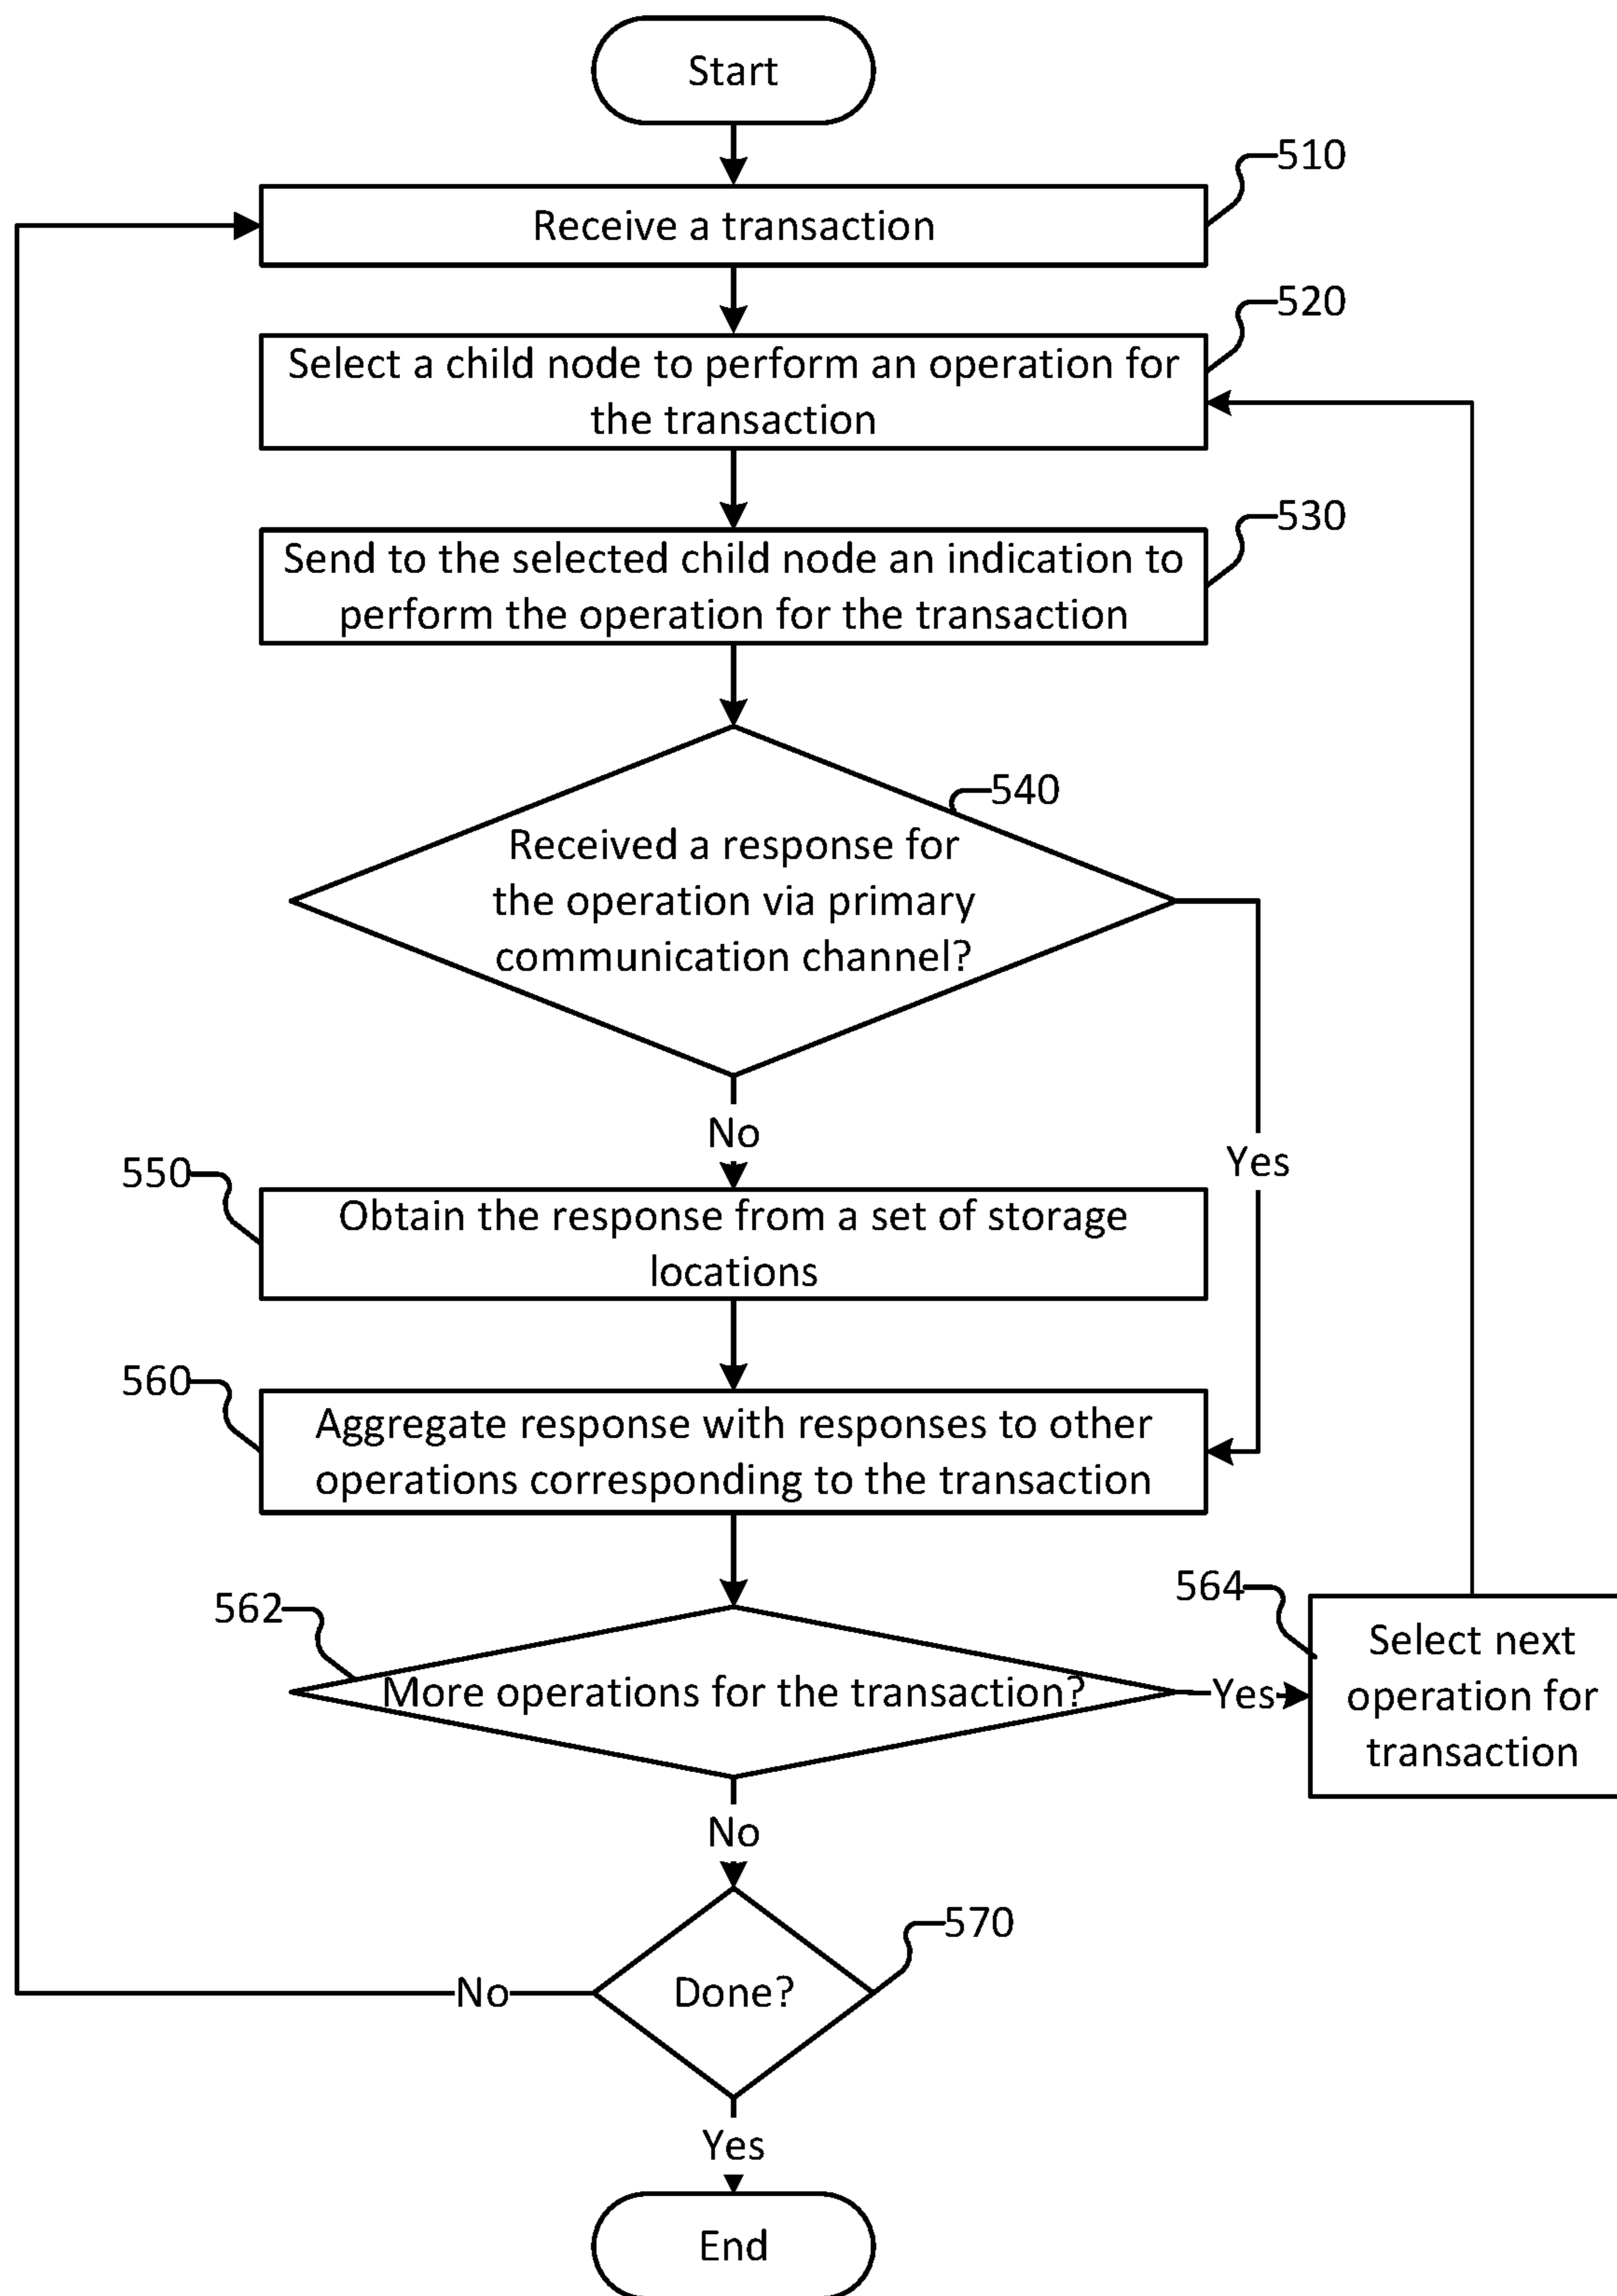 Start
510
Receive a transaction
520
Select a child node to perform an operation for
the transaction
530
Send to the selected child node an indication to
perform the operation for the transaction
540
Received a response for
the operation via primary
communication channel?
No
Yes
550
Obtain the response from a set of storage
locations
560
Aggregate response with responses to other
operations corresponding to the transaction
562
More operations for the transaction?
Yes
564
Select next
operation for
transaction
No
570
Done?
No
Yes
End